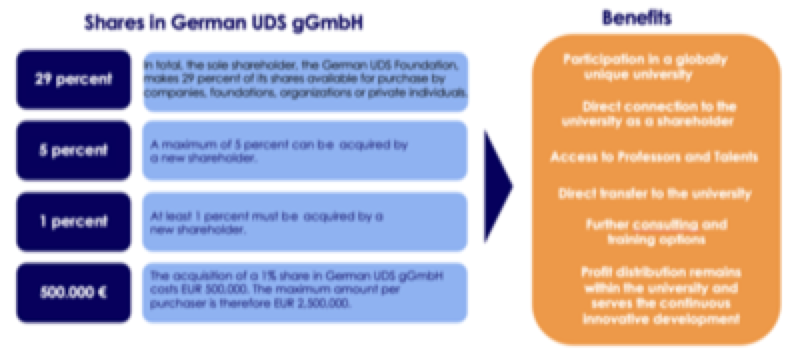 Shares in German UDS gGmbH
29 percent
In total, the sole shareholder, the German UDS Foundation,
makes 29 percent of its shares available for purchase by
companies, foundations, organizations or private individuals.
5 percent
A maximum of 5 percent can be acquired by
a new shareholder.
1 percent
At least 1 percent must be acquired by a
new shareholder.
500.000 €
The acquisition of a 1% share in German UDS gGmbH
costs EUR 500,000. The maximum amount per
purchaser is therefore EUR 2,500,000.
Benefits
Participation in a globally
unique university
Direct connection to the
university as a shareholder
Access to Professors and Talents
Direct transfer to the university
Further consulting and
training options
Profit distribution remains
within the university and
serves the continuous
innovative development